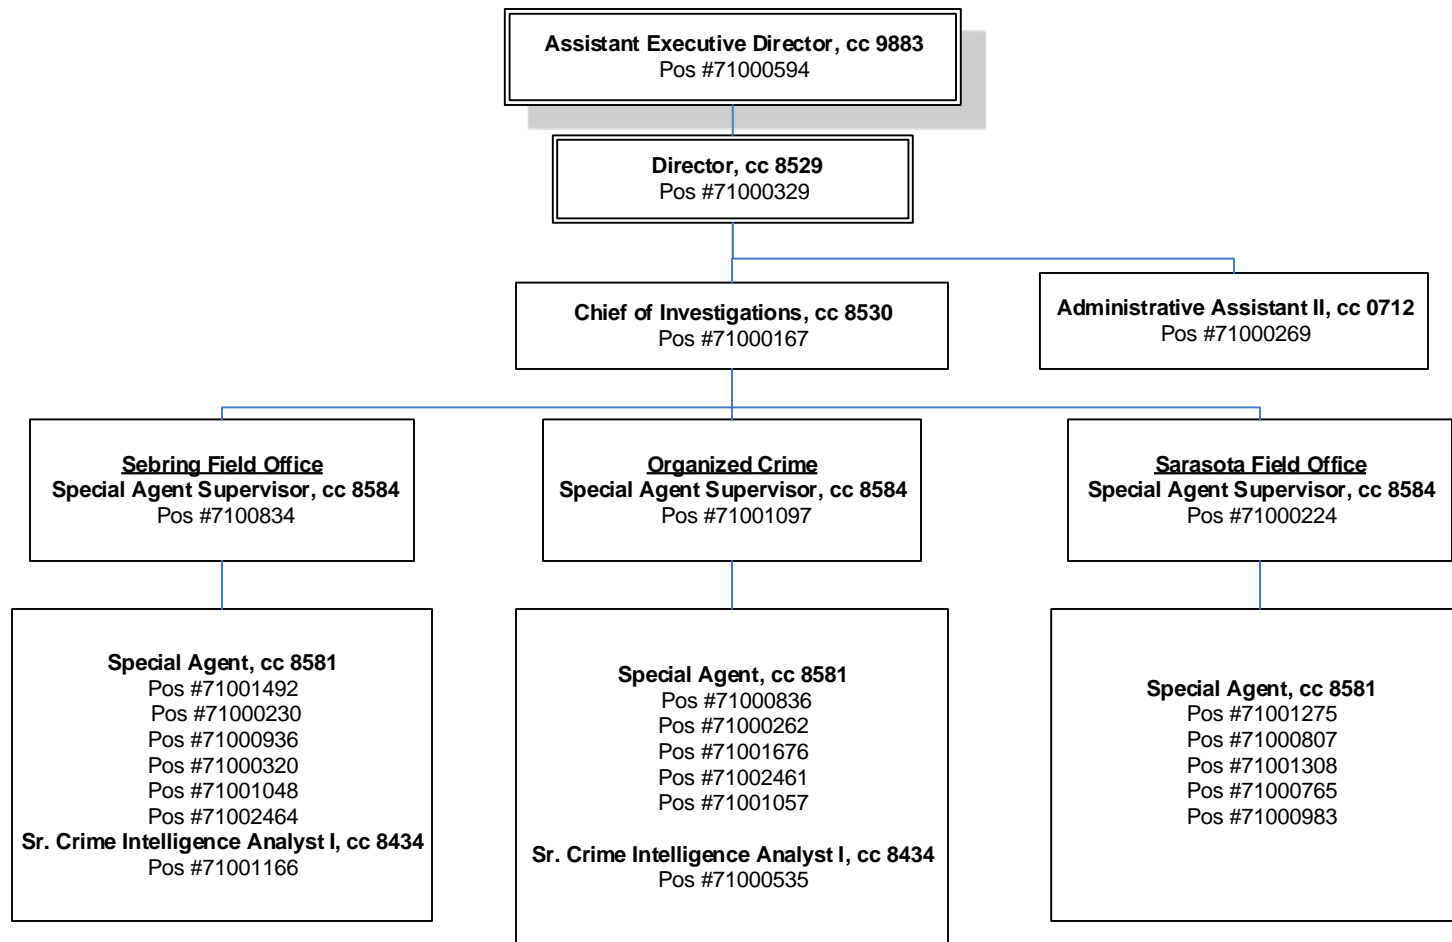 Assistant Executive Director, cc 9883
Pos #71000594
Director, cc 8529
Pos #71000329
Chief of Investigations, cc 8530
Pos #71000167
Administrative Assistant II, cc 0712
Pos #71000269
Sebring Field Office
Special Agent Supervisor, cc 8584
Pos #7100834
Organized Crime
Special Agent Supervisor, cc 8584
Pos #71001097
Sarasota Field Office
Special Agent Supervisor, cc 8584
Pos #71000224
Special Agent, cc 8581
Pos #71001492
Pos #71000230
Pos #71000936
Pos #71000320
Pos #71001048
Pos #71002464
Sr. Crime Intelligence Analyst I, cc 8434
Pos #71001166
Special Agent, cc 8581
Pos #71000836
Pos #71000262
Pos #71001676
Pos #71002461
Pos #71001057
Sr. Crime Intelligence Analyst I, cc 8434
Pos #71000535
Special Agent, cc 8581
Pos #71001275
Pos #71000807
Pos #71001308
Pos #71000765
Pos #71000983